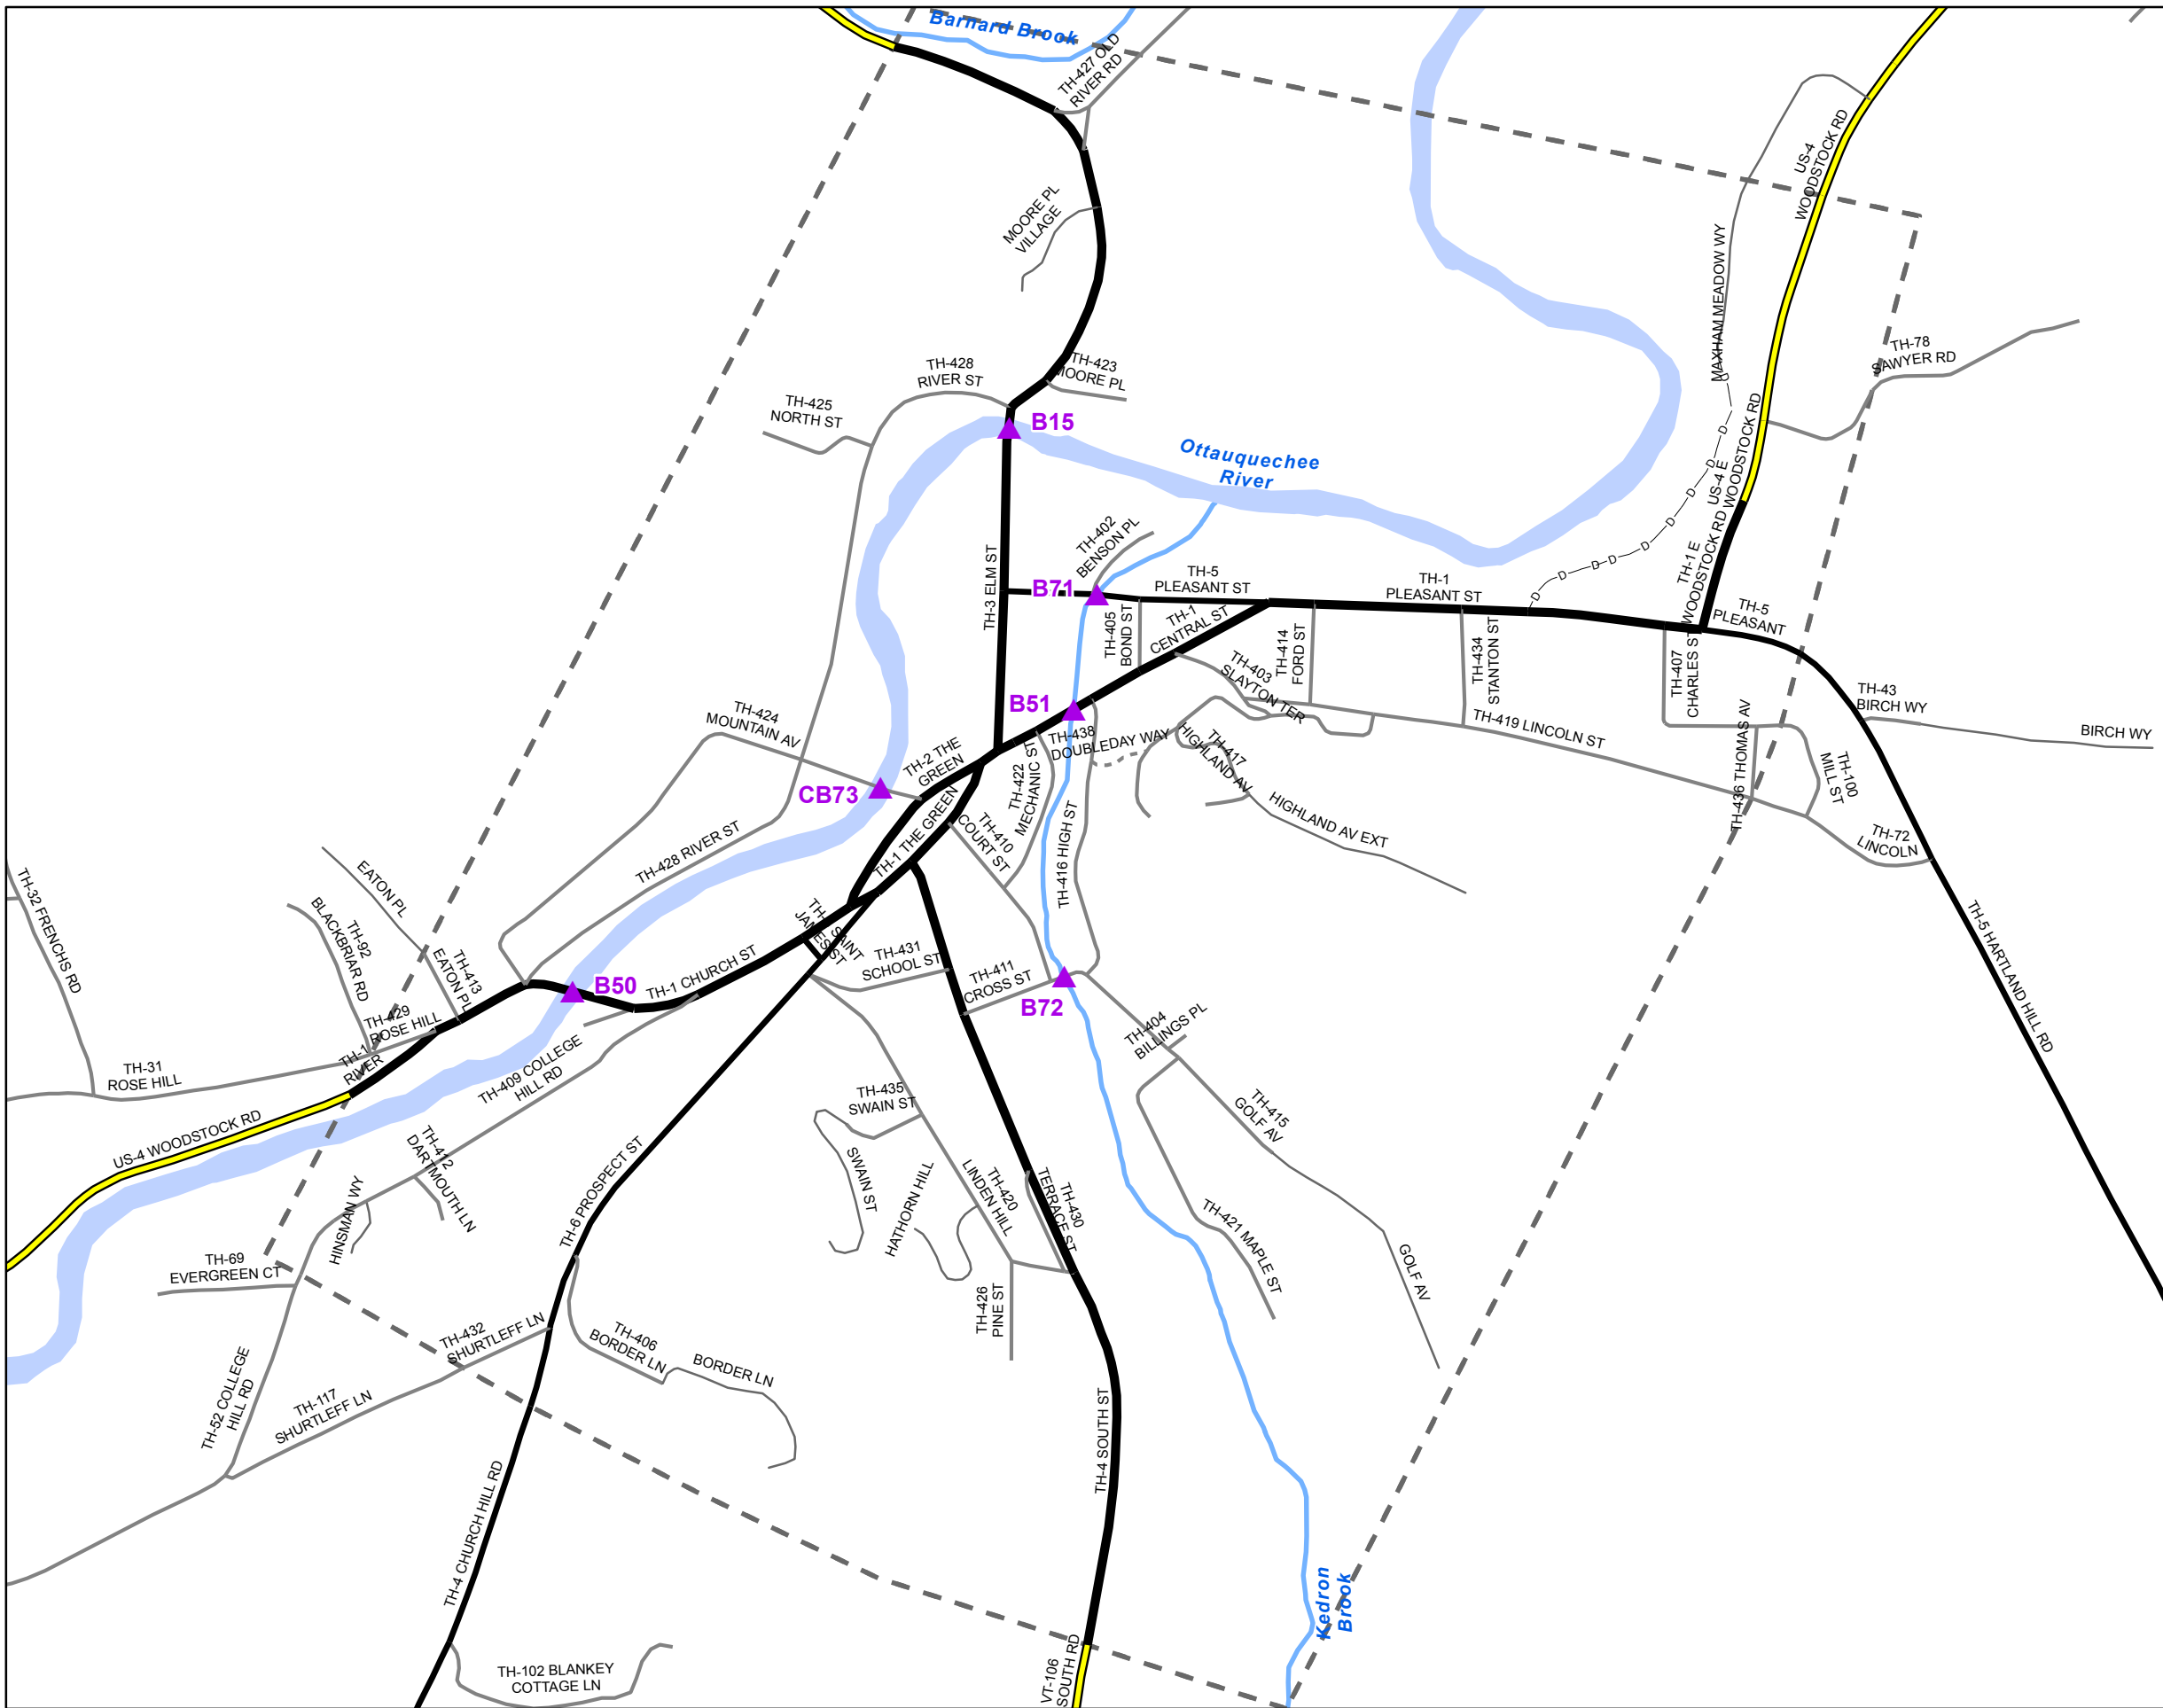 Barnard Brook
TH-427 OLD
RIVER RD
US-4
WOODSTOCK RD
MOORE PL
VILLAGE
MAXHAM MEADOW WY
TH-78
SAWYER RD
TH-428
RIVER ST
TH-423
MOORE PL
TH-425
NORTH ST
B15
Ottauquechee
River
D
D
D
D
D
D
D
D
D
D
US-4 E
WOODSTOCK RD
TH-402
BENSON PL
TH-3 ELM ST
B71
TH-5
PLEASANT ST
TH-1
PLEASANT ST
TH-1 E
WOODSTOCK RD
TH-5
PLEASANT
TH-405
BOND ST
TH-1
CENTRAL ST
TH-414
FORD ST
TH-434
STANTON ST
TH-407
CHARLES ST
TH-403
SLAYTON TER
B51
TH-43
BIRCH WY
BIRCH WY
TH-424
MOUNTAIN AV
TH-2 THE
GREEN
TH-438
DOUBLEDAY WAY
TH-417
HIGHLAND AV
TH-419 LINCOLN ST
TH-436 THOMAS AV
TH-100
MILL ST
CB73
TH-422
MECHANIC ST
HIGHLAND AV EXT
TH-1 THE GREEN
TH-410
COURT ST
TH-416 HIGH ST
TH-72
LINCOLN
TH-428 RIVER ST
EATON PL
TH-32 FRENCHS RD
TH-92
BLACKBRIAR RD
TH-413
EATON PL
SAINT
JAMES ST
TH-431
SCHOOL ST
TH-411
CROSS ST
TH-5 HARTLAND HILL RD
TH-1 CHURCH ST
B50
B72
TH-429
ROSE HILL
TH-1
RIVER
TH-404
BILLINGS PL
TH-31
ROSE HILL
TH-409 COLLEGE
HILL RD
TH-435
SWAIN ST
TH-415
GOLF AV
US-4 WOODSTOCK RD
TH-412
DARTMOUTH LN
SWAIN ST
HATHORN HILL
TH-420
LINDEN HILL
TH-430
TERRACE ST
TH-6 PROSPECT ST
HINSMAN WY
TH-421 MAPLE ST
GOLF AV
TH-69
EVERGREEN CT
TH-426
PINE ST
TH-432
SHURTLEFF LN
TH-406
BORDER LN
BORDER LN
TH-52 COLLEGE
HILL RD
TH-117
SHURTLEFF LN
TH-4 SOUTH ST
TH-4 CHURCH HILL RD
Kedron
Brook
TH-102 BLANKEY
COTTAGE LN
VT-106
SOUTH RD